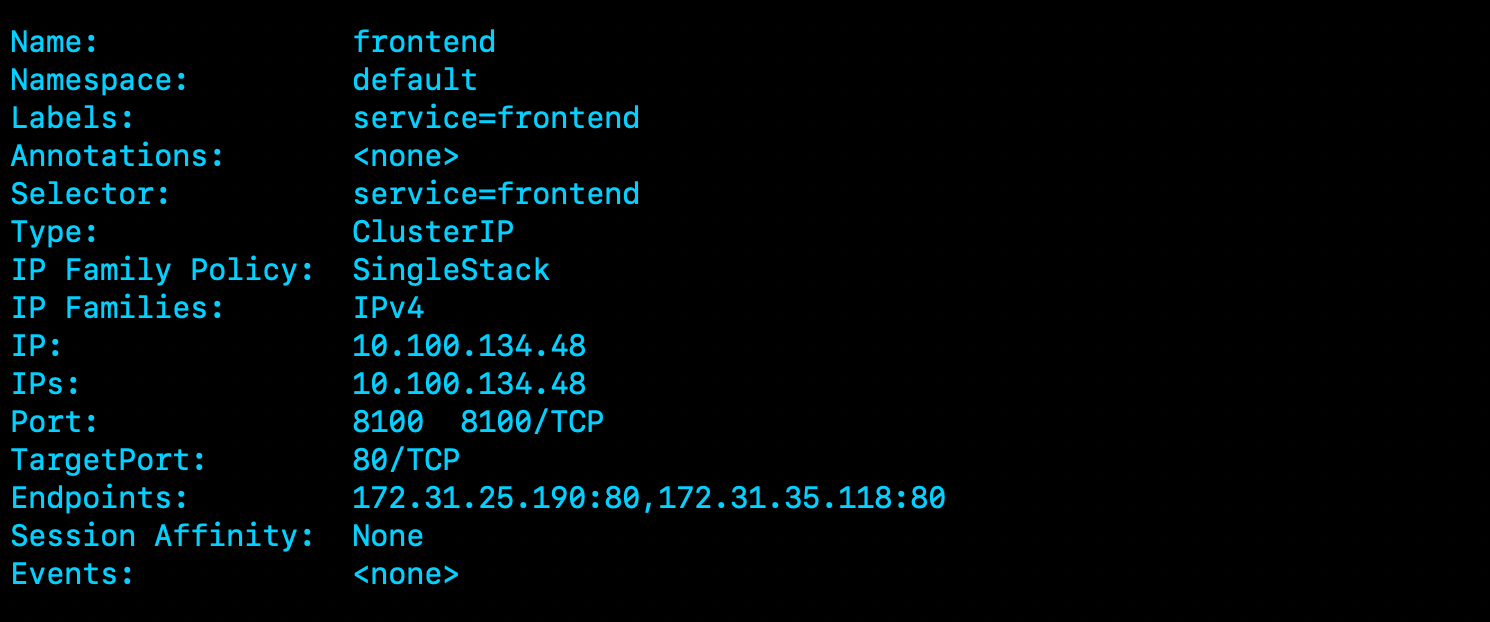 Name:              frontend
Namespace:         default
Labels:            service=frontend
Annotations:       <none>
Selector:          service=frontend
Type:              ClusterIP
IP Family Policy:  SingleStack
IP Families:       IPv4
IP:                10.100.134.48
IPs:               10.100.134.48
Port:              8100  8100/TCP
TargetPort:        80/TCP
Endpoints:         172.31.25.190:80,172.31.35.118:80
Session Affinity:  None
Events:            <none>